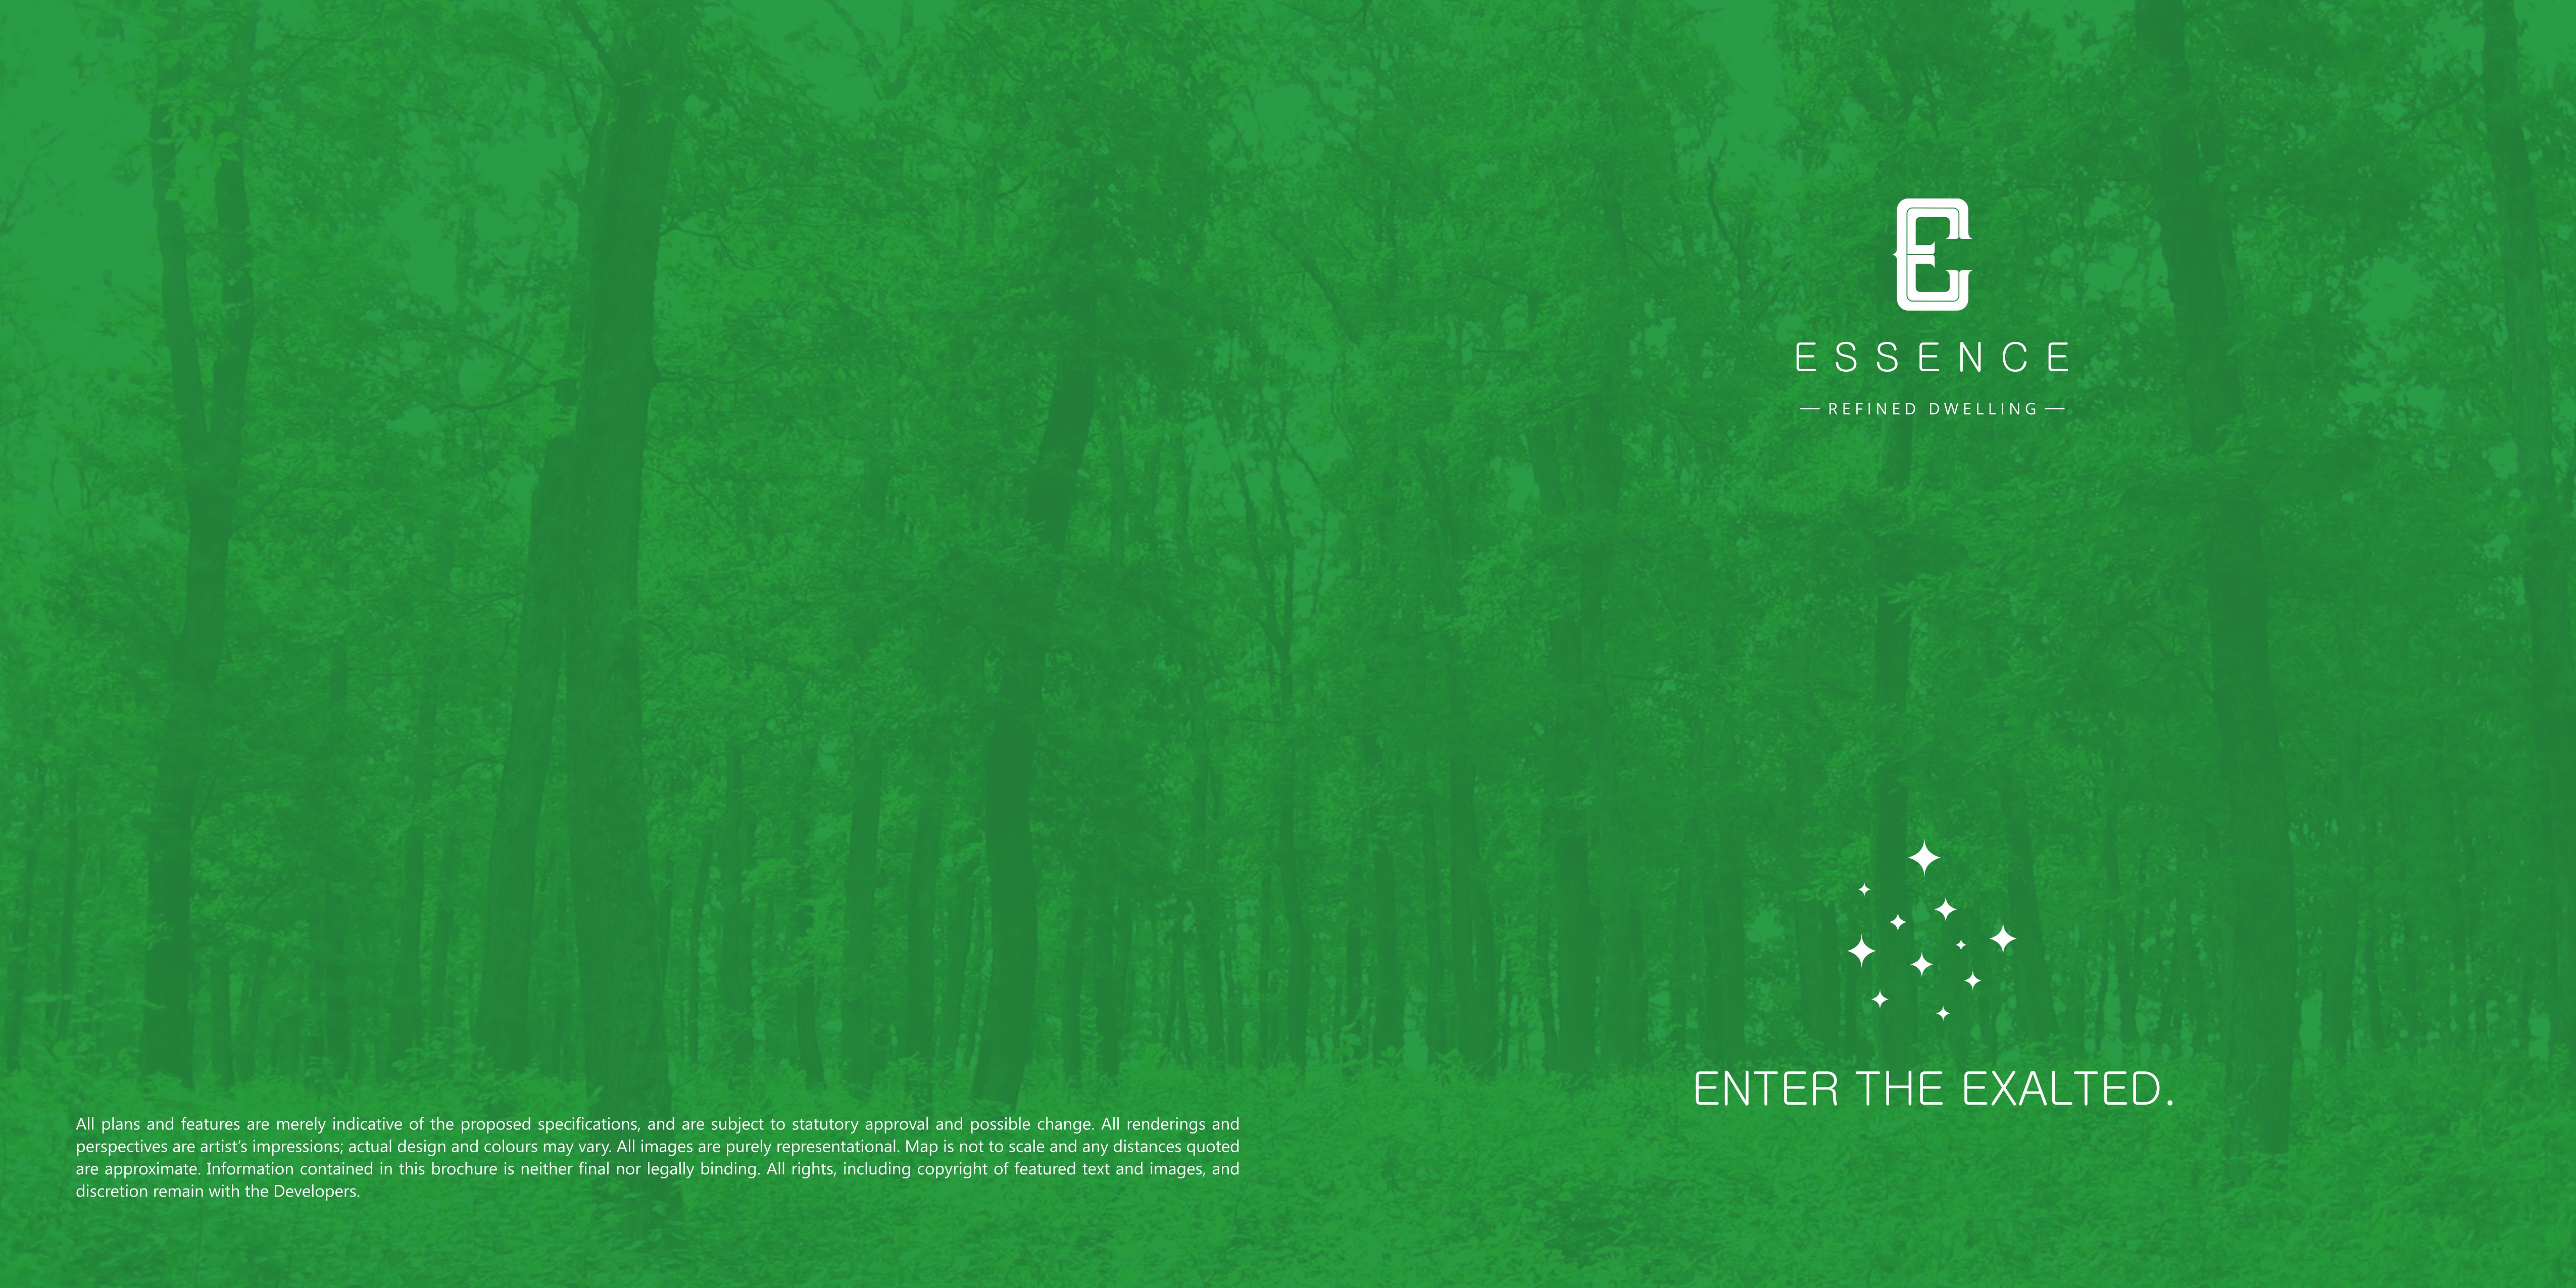 E
ESSENCE
REFINED DWELLING
ENTER THE EXALTED.
All plans and features are merely indicative of the proposed specifications, and are subject to statutory approval and possible change. All renderings and
perspectives are artist’s impressions; actual design and colours may vary. All images are purely representational. Map is not to scale and any distances quoted
are approximate. Information contained in this brochure is neither final nor legally binding. All rights, including copyright of featured text and images, and
discretion remain with the Developers.